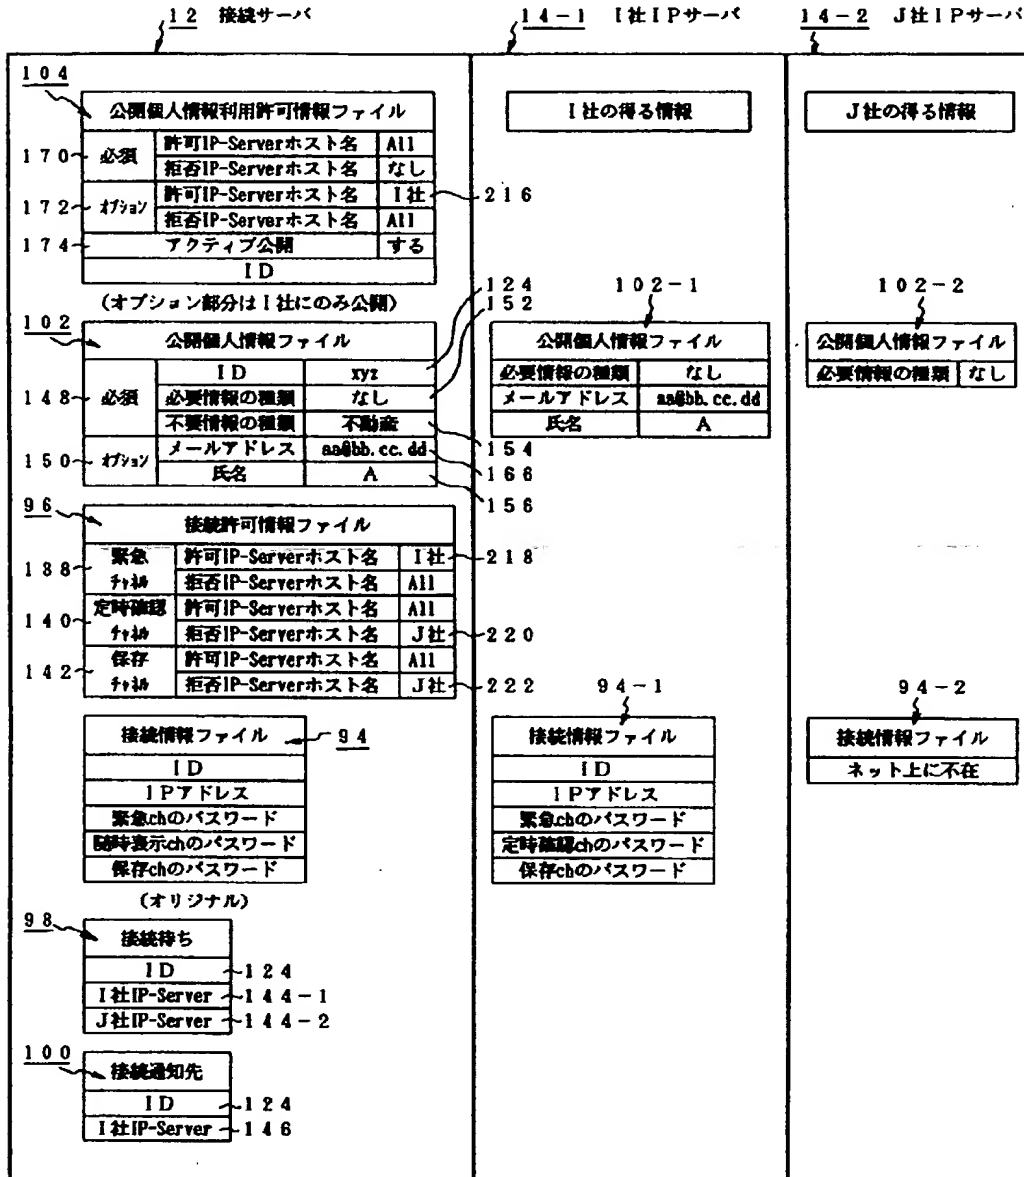 12 接続サーバ
14-1 I社IPサーバ
14-2 J社IPサーバ
104
公開個人情報利用許可情報ファイル
170 必須 許可IP-Serverホスト名 All
拒否IP-Serverホスト名 なし
172 オプション 許可IP-Serverホスト名 I社 216
拒否IP-Serverホスト名 All
174 アクティブ公開 する
ID
(オプション部分はI社にのみ公開)
I社の得る情報
J社の得る情報
102
公開個人情報ファイル
ID xyz 124
148 必須 必要情報の種類 なし 152
不要情報の種類 不動産 154
150 オプション メールアドレス aa@bb.cc.dd 166
氏名 A 156
102-1
公開個人情報ファイル
必要情報の種類 なし
メールアドレス aa@bb.cc.dd
氏名 A
102-2
公開個人情報ファイル
必要情報の種類 なし
96
接続許可情報ファイル
188 緊急チャネル 許可IP-Serverホスト名 I社 218
拒否IP-Serverホスト名 All
140 定時確認チャネル 許可IP-Serverホスト名 All
拒否IP-Serverホスト名 J社 220
142 保存チャネル 許可IP-Serverホスト名 All
拒否IP-Serverホスト名 J社 222
接続情報ファイル 94
ID
IPアドレス
緊急chのパスワード
随時表示chのパスワード
保存chのパスワード
(オリジナル)
94-1
接続情報ファイル
ID
IPアドレス
緊急chのパスワード
定時確認chのパスワード
保存chのパスワード
94-2
接続情報ファイル
ネット上に不在
98
接続待ち
ID 124
I社IP-Server 144-1
J社IP-Server 144-2
100
接続通知先
ID 124
I社IP-Server 146